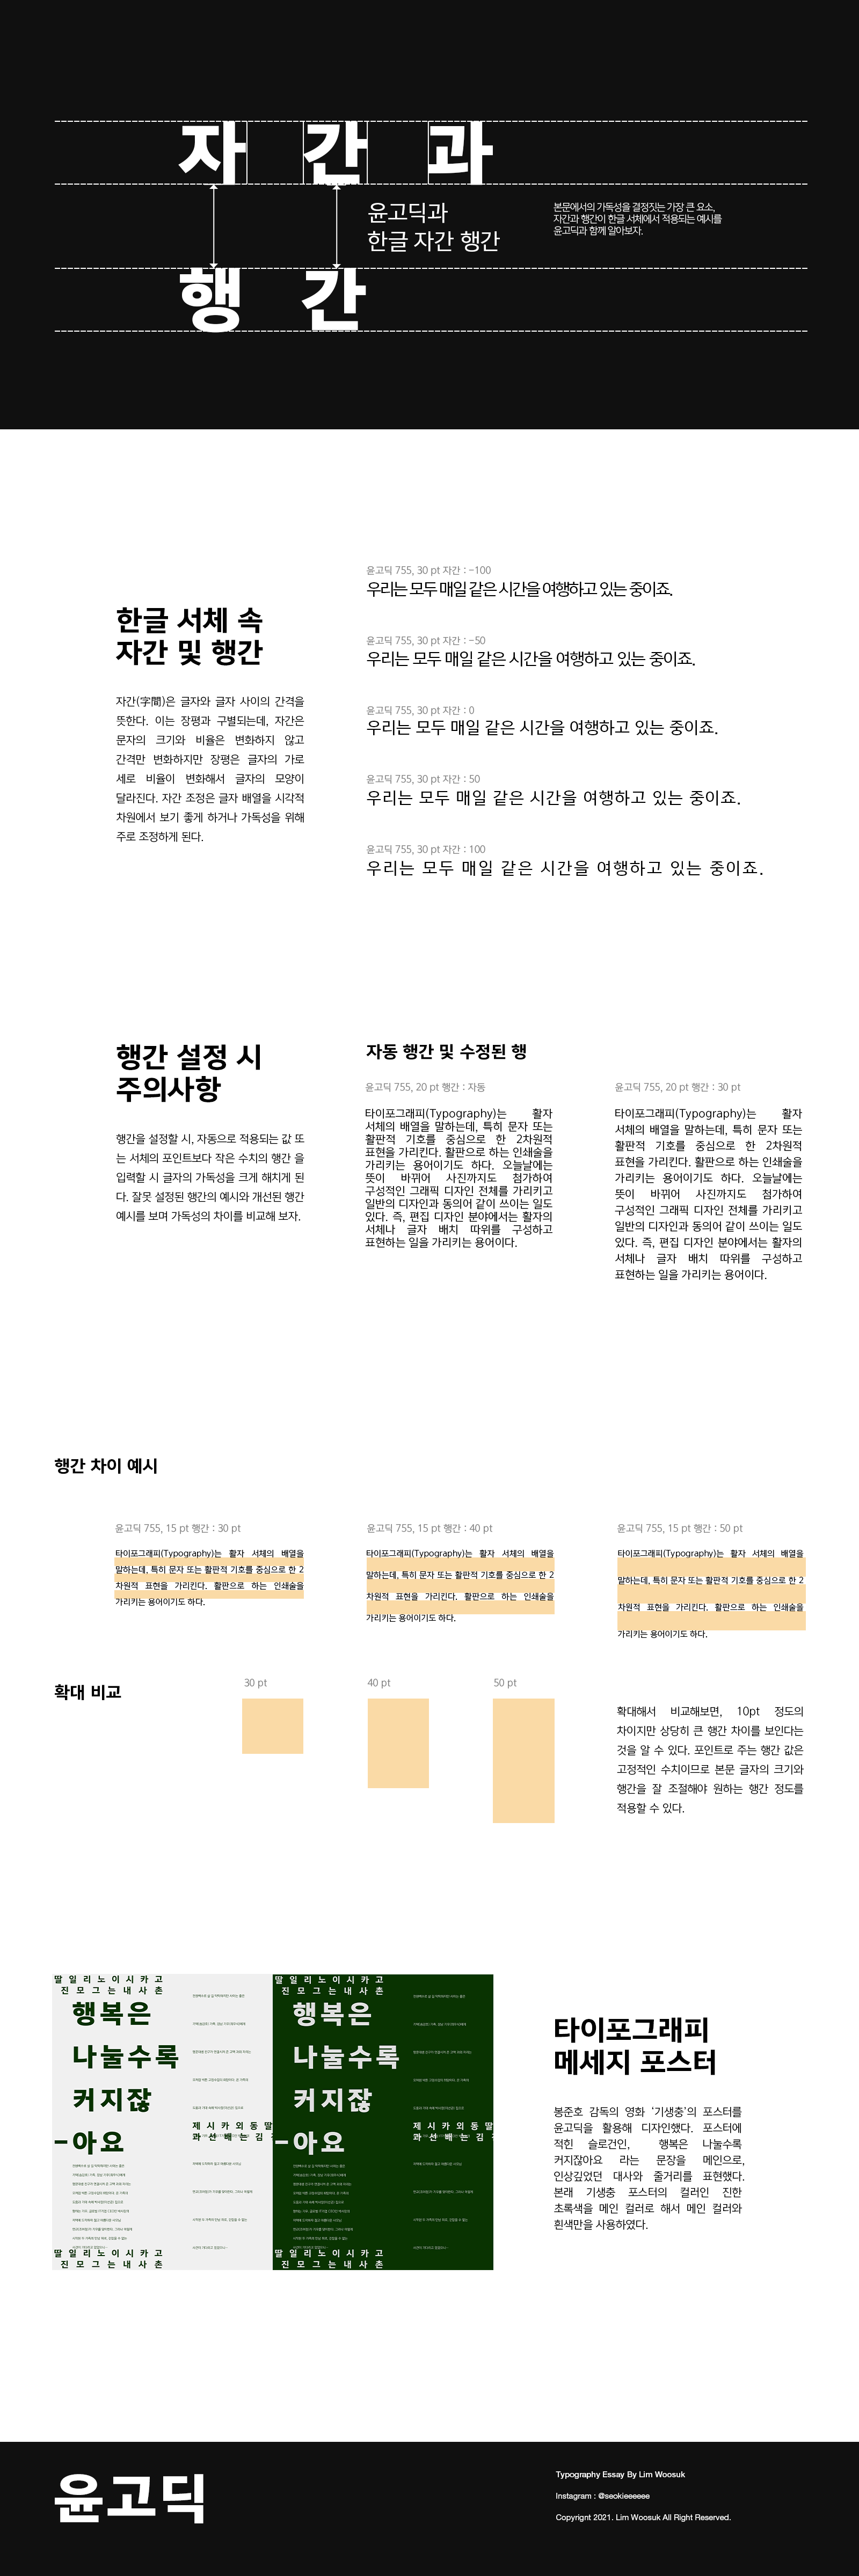 자 간 과
윤고딕과
한글 자간 행간
본문에서의 가독성을 결정짓는 가장 큰 요소,
자간과 행간이 한글 서체에서 적용되는 예시를
윤고딕과 함께 알아보자.
행 간
한글 서체 속
자간 및 행간
자간(字間)은 글자와 글자 사이의 간격을
뜻한다. 이는 장평과 구별되는데, 자간은
문자의 크기와 비율은 변화하지 않고
간격만 변화하지만 장평은 글자의 가로
세로 비율이 변화해서 글자의 모양이
달라진다. 자간 조정은 글자 배열을 시각적
차원에서 보기 좋게 하거나 가독성을 위해
주로 조정하게 된다.
윤고딕 755, 30 pt 자간 : -100
우리는 모두 매일 같은 시간을 여행하고 있는 중이죠.
윤고딕 755, 30 pt 자간 : -50
우리는 모두 매일 같은 시간을 여행하고 있는 중이죠.
윤고딕 755, 30 pt 자간 : 0
우리는 모두 매일 같은 시간을 여행하고 있는 중이죠.
윤고딕 755, 30 pt 자간 : 50
우리는 모두 매일 같은 시간을 여행하고 있는 중이죠.
윤고딕 755, 30 pt 자간 : 100
우리는 모두 매일 같은 시간을 여행하고 있는 중이죠.
행간 설정 시
주의사항
행간을 설정할 시, 자동으로 적용되는 값 또
는 서체의 포인트보다 작은 수치의 행간 을
입력할 시 글자의 가독성을 크게 해치게 된
다. 잘못 설정된 행간의 예시와 개선된 행간
예시를 보며 가독성의 차이를 비교해 보자.
자동 행간 및 수정된 행
윤고딕 755, 20 pt 행간 : 자동
타이포그래피(Typography)는 활자
서체의 배열을 말하는데, 특히 문자 또는
활판적 기호를 중심으로 한 2차원적
표현을 가리킨다. 활판으로 하는 인쇄술을
가리키는 용어이기도 하다. 오늘날에는
뜻이 바뀌어 사진까지도 첨가하여
구성적인 그래픽 디자인 전체를 가리키고
일반의 디자인과 동의어 같이 쓰이는 일도
있다. 즉, 편집 디자인 분야에서는 활자의
서체나 글자 배치 따위를 구성하고
표현하는 일을 가리키는 용어이다.
윤고딕 755, 20 pt 행간 : 30 pt
타이포그래피(Typography)는 활자
서체의 배열을 말하는데, 특히 문자 또는
활판적 기호를 중심으로 한 2차원적
표현을 가리킨다. 활판으로 하는 인쇄술을
가리키는 용어이기도 하다. 오늘날에는
뜻이 바뀌어 사진까지도 첨가하여
구성적인 그래픽 디자인 전체를 가리키고
일반의 디자인과 동의어 같이 쓰이는 일도
있다. 즉, 편집 디자인 분야에서는 활자의
서체나 글자 배치 따위를 구성하고
표현하는 일을 가리키는 용어이다.
행간 차이 예시
윤고딕 755, 15 pt 행간 : 30 pt
타이포그래피(Typography)는 활자 서체의 배열을
말하는데, 특히 문자 또는 활판적 기호를 중심으로 한 2
차원적 표현을 가리킨다. 활판으로 하는 인쇄술을
가리키는 용어이기도 하다.
윤고딕 755, 15 pt 행간 : 40 pt
타이포그래피(Typography)는 활자 서체의 배열을
말하는데, 특히 문자 또는 활판적 기호를 중심으로 한 2
차원적 표현을 가리킨다. 활판으로 하는 인쇄술을
가리키는 용어이기도 하다.
윤고딕 755, 15 pt 행간 : 50 pt
타이포그래피(Typography)는 활자 서체의 배열을
말하는데, 특히 문자 또는 활판적 기호를 중심으로 한 2
차원적 표현을 가리킨다. 활판으로 하는 인쇄술을
가리키는 용어이기도 하다.
확대 비교
30 pt
40 pt
50 pt
확대해서 비교해보면, 10pt 정도의
차이지만 상당히 큰 행간 차이를 보인다는
것을 알 수 있다. 포인트로 주는 행간 값은
고정적인 수치이므로 본문 글자의 크기와
행간을 잘 조절해야 원하는 행간 정도를
적용할 수 있다.
딸 일 리 노 이 시 카 고
진 모 그 는 네 사 촌
행복은
나눌수록
커지잖
-아요
제 시 카 외 동 딸
과 선 배 는 김
딸 일 리 노 이 시 카 고
진 모 그 는 네 사 촌
딸 일 리 노 이 시 카 고
진 모 그 는 네 사 촌
행복은
나눌수록
커지잖
-아요
제 시 카 외 동 딸
과 선 배 는 김
딸 일 리 노 이 시 카 고
진 모 그 는 네 사 촌
타이포그래피
메세지 포스터
봉준호 감독의 영화 '기생충'의 포스터를
윤고딕을 활용해 디자인했다. 포스터에
적힌 슬로건인, 행복은 나눌수록
커지잖아요 라는 문장을 메인으로,
인상깊었던 대사와 줄거리를 표현했다.
본래 기생충 포스터의 컬러인 진한
초록색을 메인 컬러로 해서 메인 컬러와
흰색만을 사용하였다.
윤고딕
Typography Essay By Lim Woosuk
Instagram : @seokieeeeee
Copyrignt 2021. Lim Woosuk All Right Reserved.